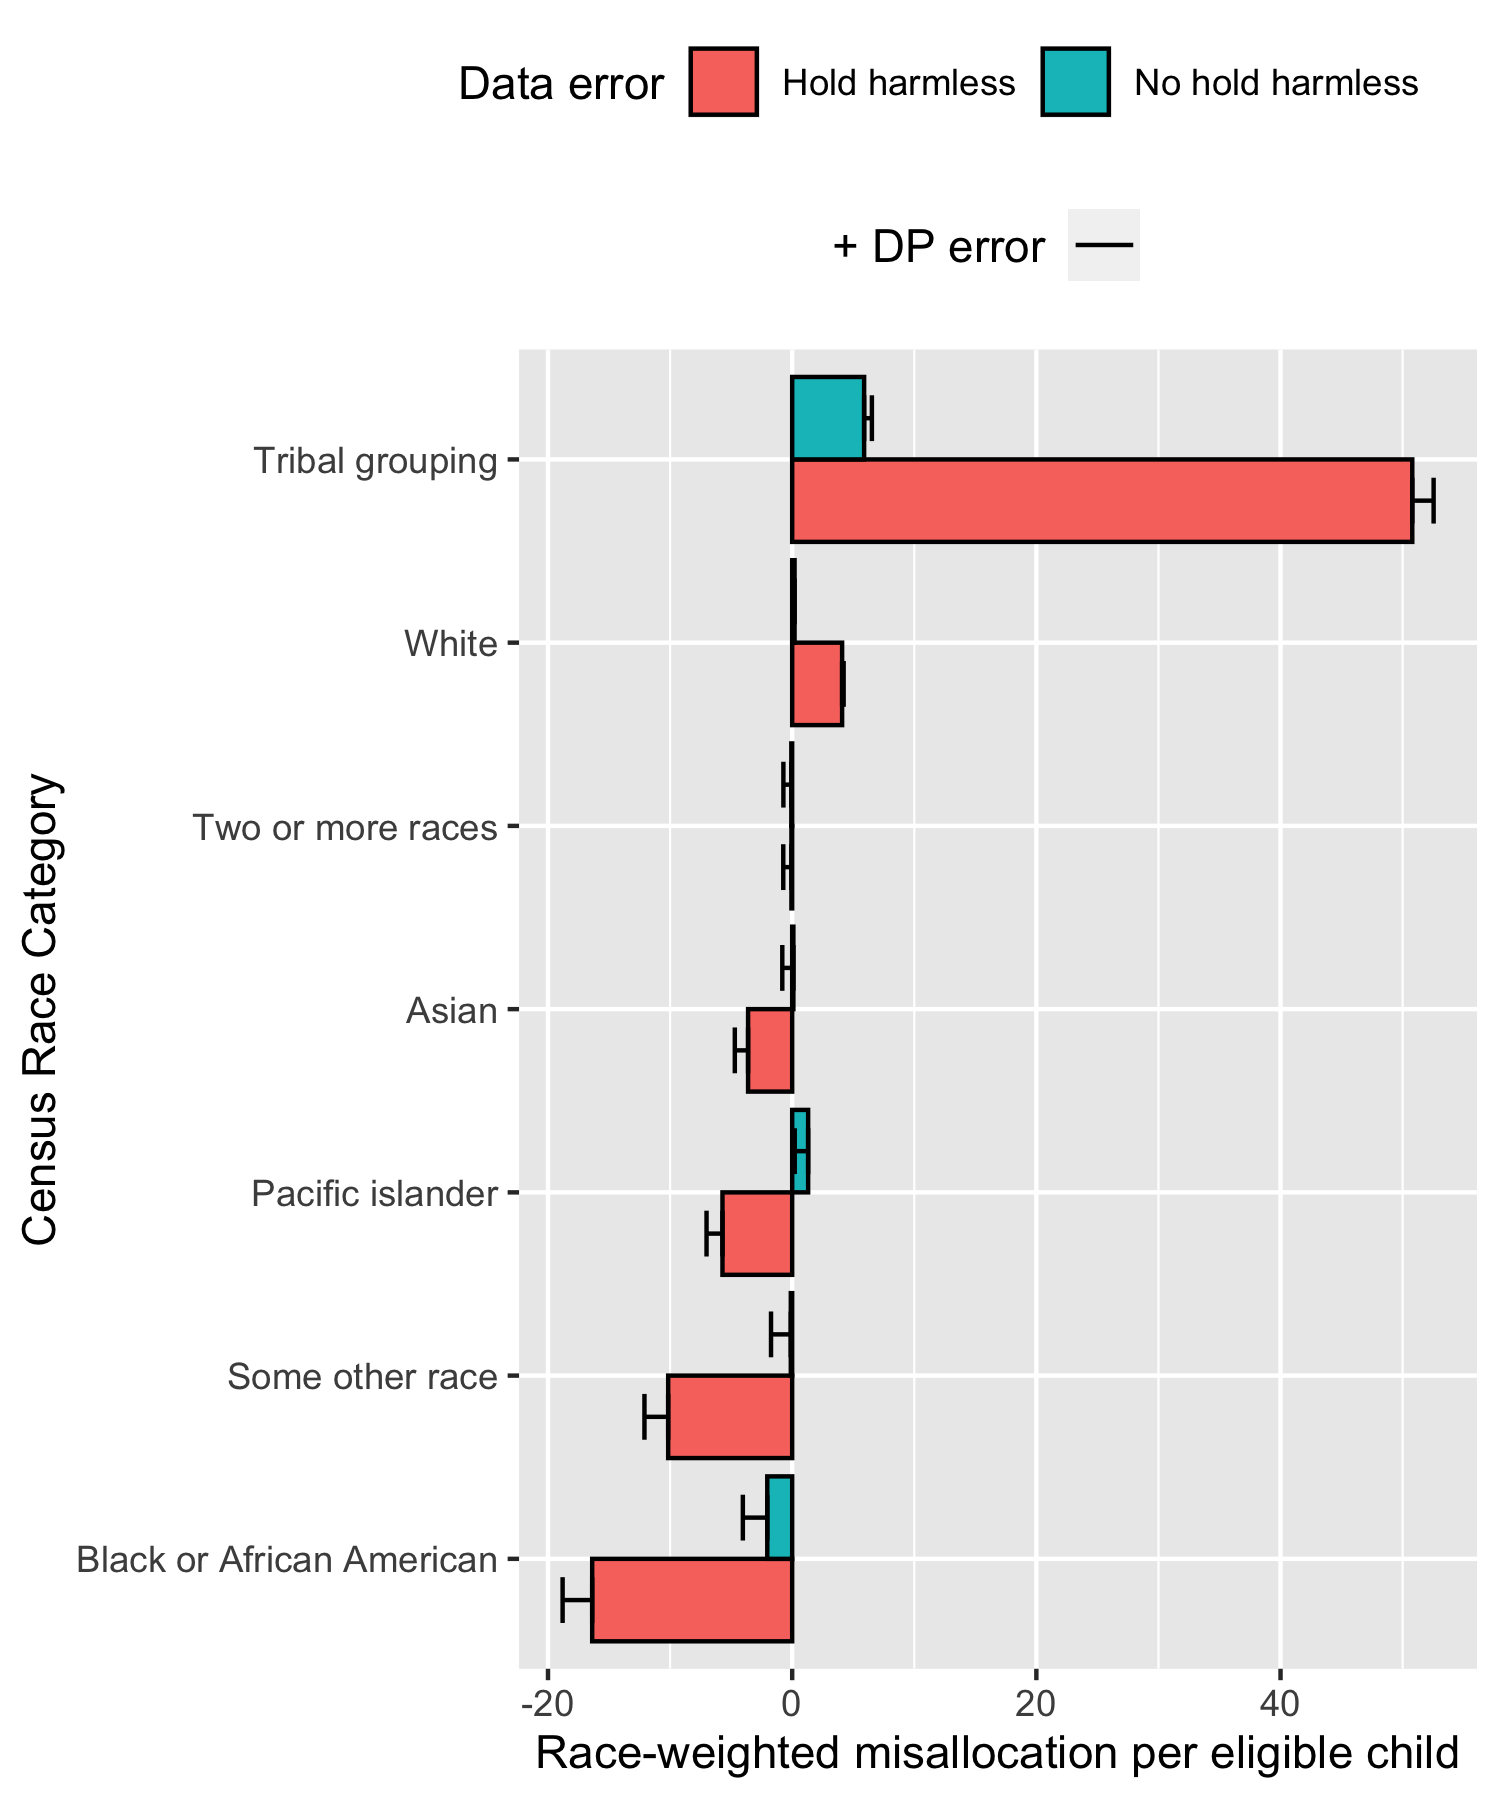 Data error Hold harmless No hold harmless
+ DP error
Tribal grouping
White
Two or more races
Asian
Pacific islander
Some other race
Black or African American
Census Race Category
-20 0 20 40
Race-weighted misallocation per eligible child